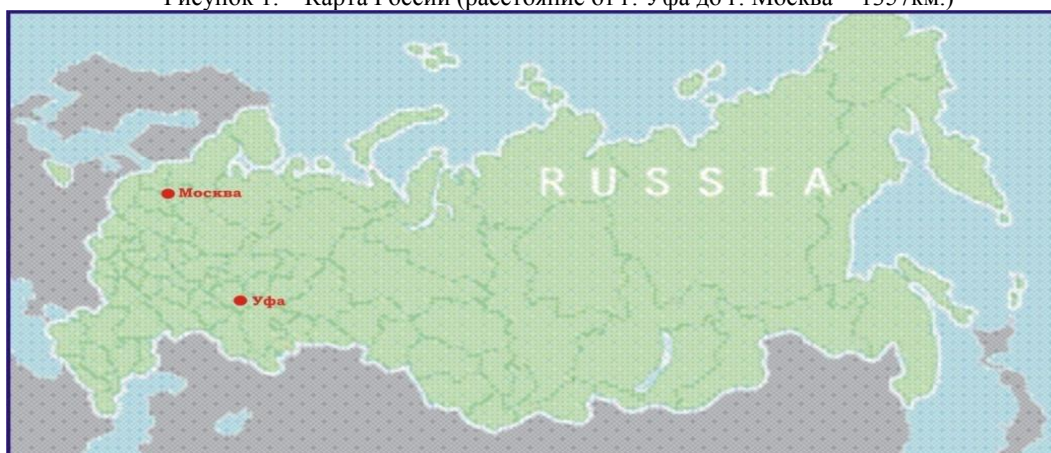 Рисунок 1. – Карта России (расстояние от г. Уфа до г. Москва – 1357км.)
RUSSIA
Москва
Уфа